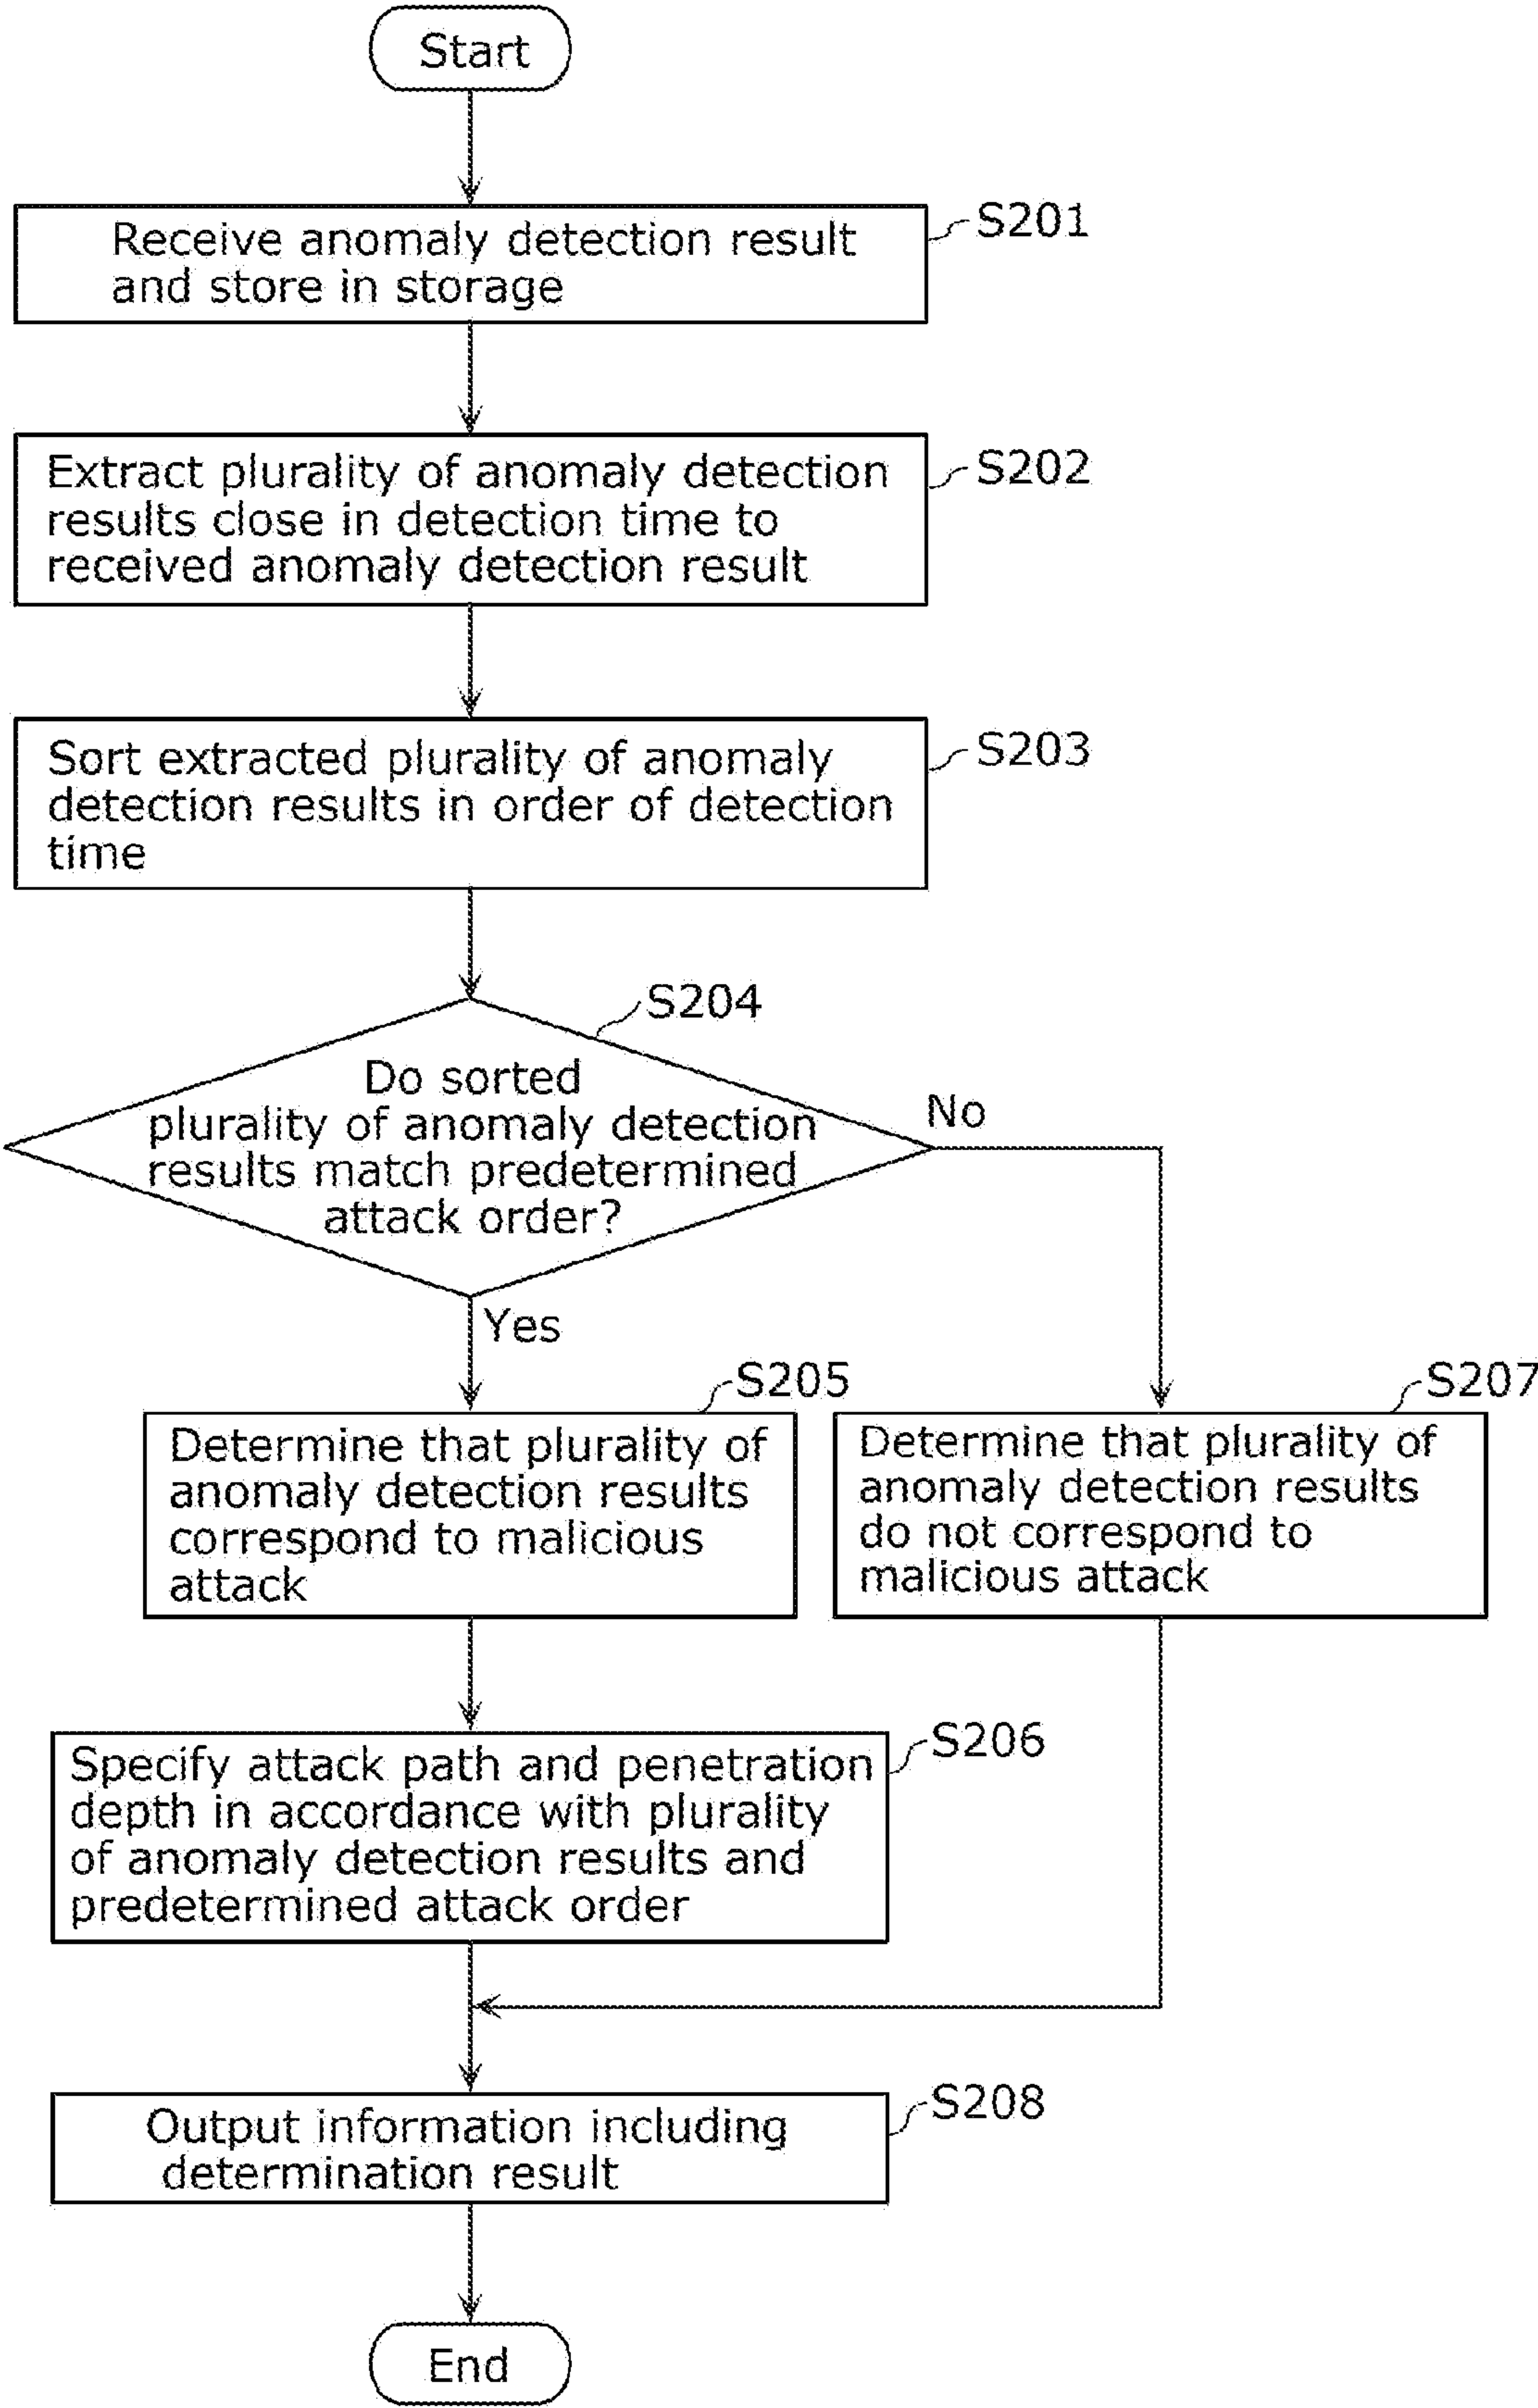 Start
S201
Receive anomaly detection result
and store in storage
S202
Extract plurality of anomaly detection
results close in detection time to
received anomaly detection result
S203
Sort extracted plurality of anomaly
detection results in order of detection
time
S204
Do sorted
plurality of anomaly detection
results match predetermined
attack order?
No
Yes
S205
Determine that plurality of
anomaly detection results
correspond to malicious
attack
S207
Determine that plurality of
anomaly detection results
do not correspond to
malicious attack
S206
Specify attack path and penetration
depth in accordance with plurality
of anomaly detection results and
predetermined attack order
S208
Output information including
determination result
End